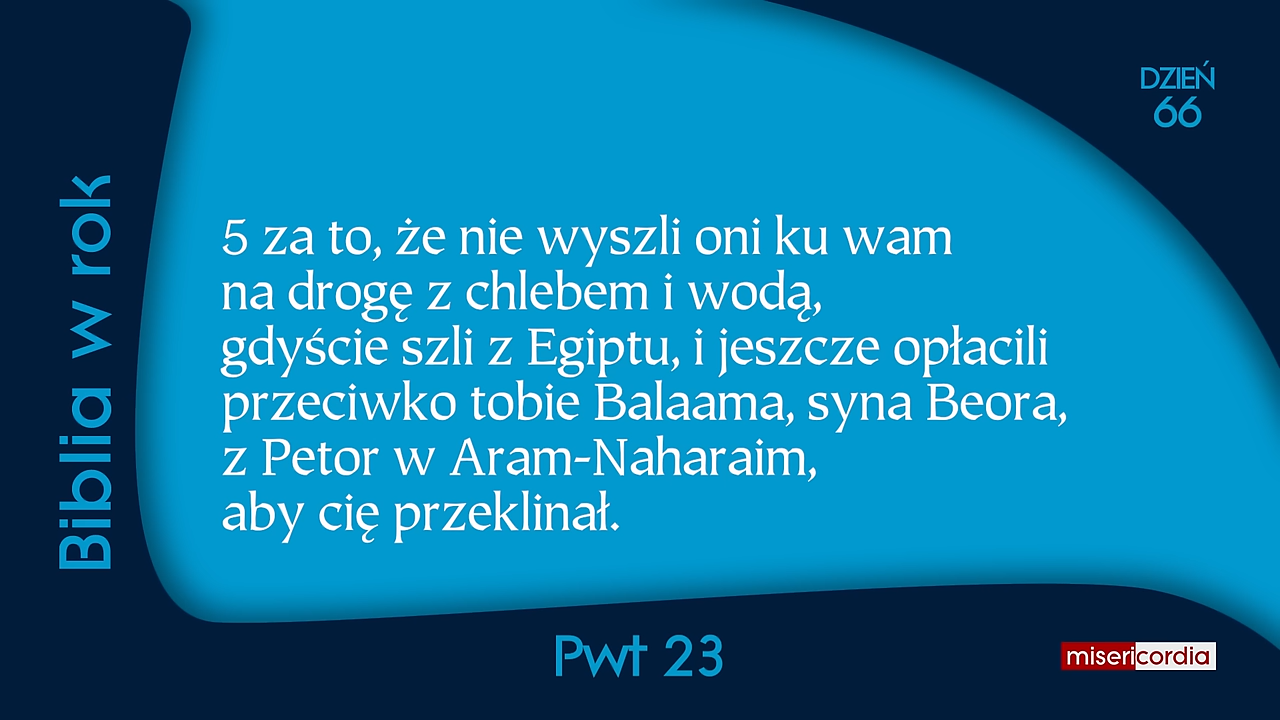 DZIEŃ
66
Biblia w rok
5 za to, że nie wyszli oni ku wam
na drogę z chlebem i wodą,
gdyście szli z Egiptu, i jeszcze opłacili
przeciwko tobie Balaama, syna Beora,
z Petor w Aram-Naharaim,
aby cię przeklinał.
Pwt 23
misericordia